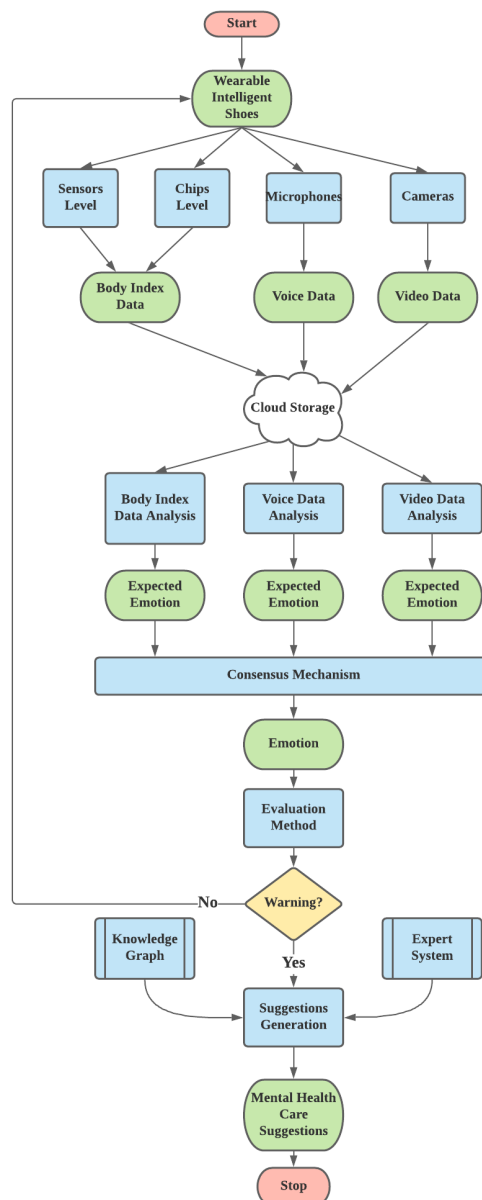 Start
Wearable
Intelligent
Shoes
Sensors
Level
Chips
Level
Microphones
Cameras
Body Index
Data
Voice Data
Video Data
Cloud Storage
Body Index
Data Analysis
Voice Data
Analysis
Video Data
Analysis
Expected
Emotion
Expected
Emotion
Expected
Emotion
Consensus Mechanism
Emotion
Evaluation
Method
Warning?
No
Knowledge
Graph
Expert
System
Yes
Suggestions
Generation
Mental Health
Care
Suggestions
Stop